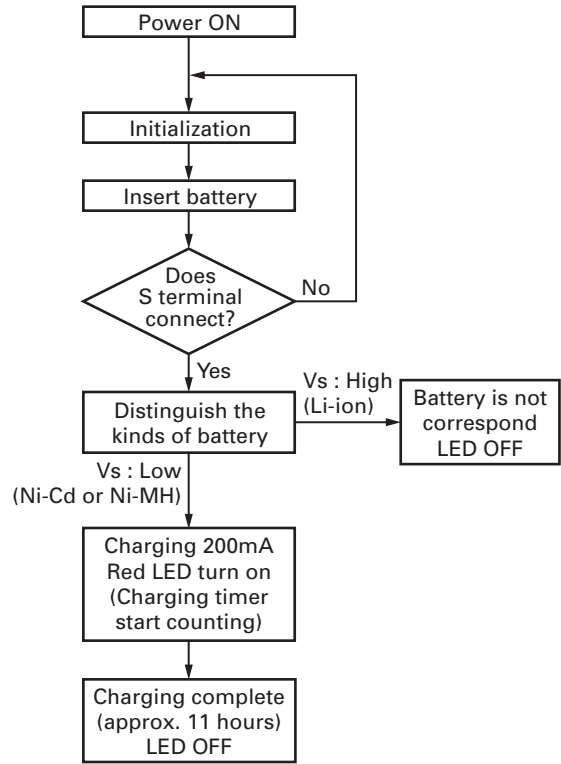 Power ON
Initialization
Insert battery
Does
S terminal
connect?
No
Yes
Distinguish the
kinds of battery
Vs : High
(Li-ion)
Battery is not
correspond
LED OFF
Vs : Low
(Ni-Cd or Ni-MH)
Charging 200mA
Red LED turn on
(Charging timer
start counting)
Charging complete
(approx. 11 hours)
LED OFF